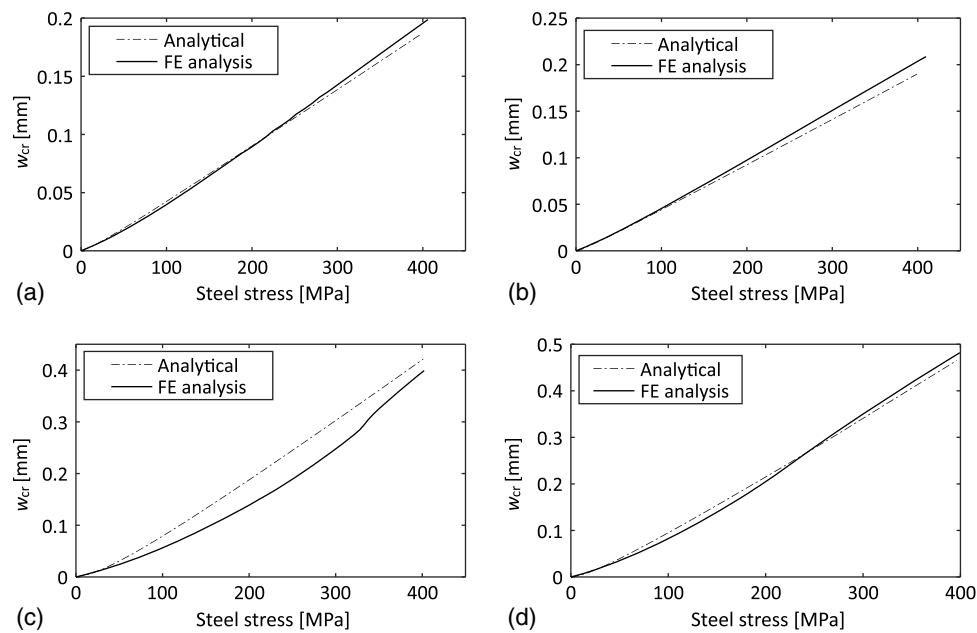 0.2
0.15
0.1
0.05
0
wcr [mm]
Analytical
FE analysis
0 100 200 300 400
Steel stress [MPa]
(a)
0.25
0.2
0.15
0.1
0.05
0
wcr [mm]
Analytical
FE analysis
0 100 200 300 400
Steel stress [MPa]
(b)
0.4
0.3
0.2
0.1
0
wcr [mm]
Analytical
FE analysis
0 100 200 300 400
Steel stress [MPa]
(c)
0.5
0.4
0.3
0.2
0.1
0
wcr [mm]
Analytical
FE analysis
0 100 200 300 400
Steel stress [MPa]
(d)